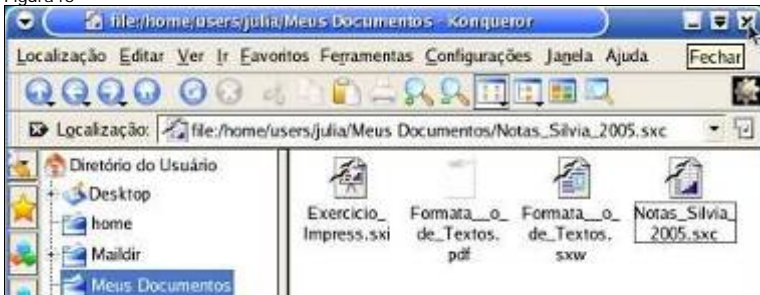 file:/home/users/julia/Meus Documentos - Konqueror
Localização Editar Ver Ir Favoritos Ferramentas Configurações Janela Ajuda
Fechar
Localização: file:/home/users/julia/Meus Documentos/Notas_Silvia_2005.sxc
Diretório do Usuário
Desktop
home
Maildir
Meus Documentos
Exercicio_
Impress.sxi
Formata__o_
de_Textos.
pdf
Formata__o_
de_Textos.
sxw
Notas_Silvia_
2005.sxc